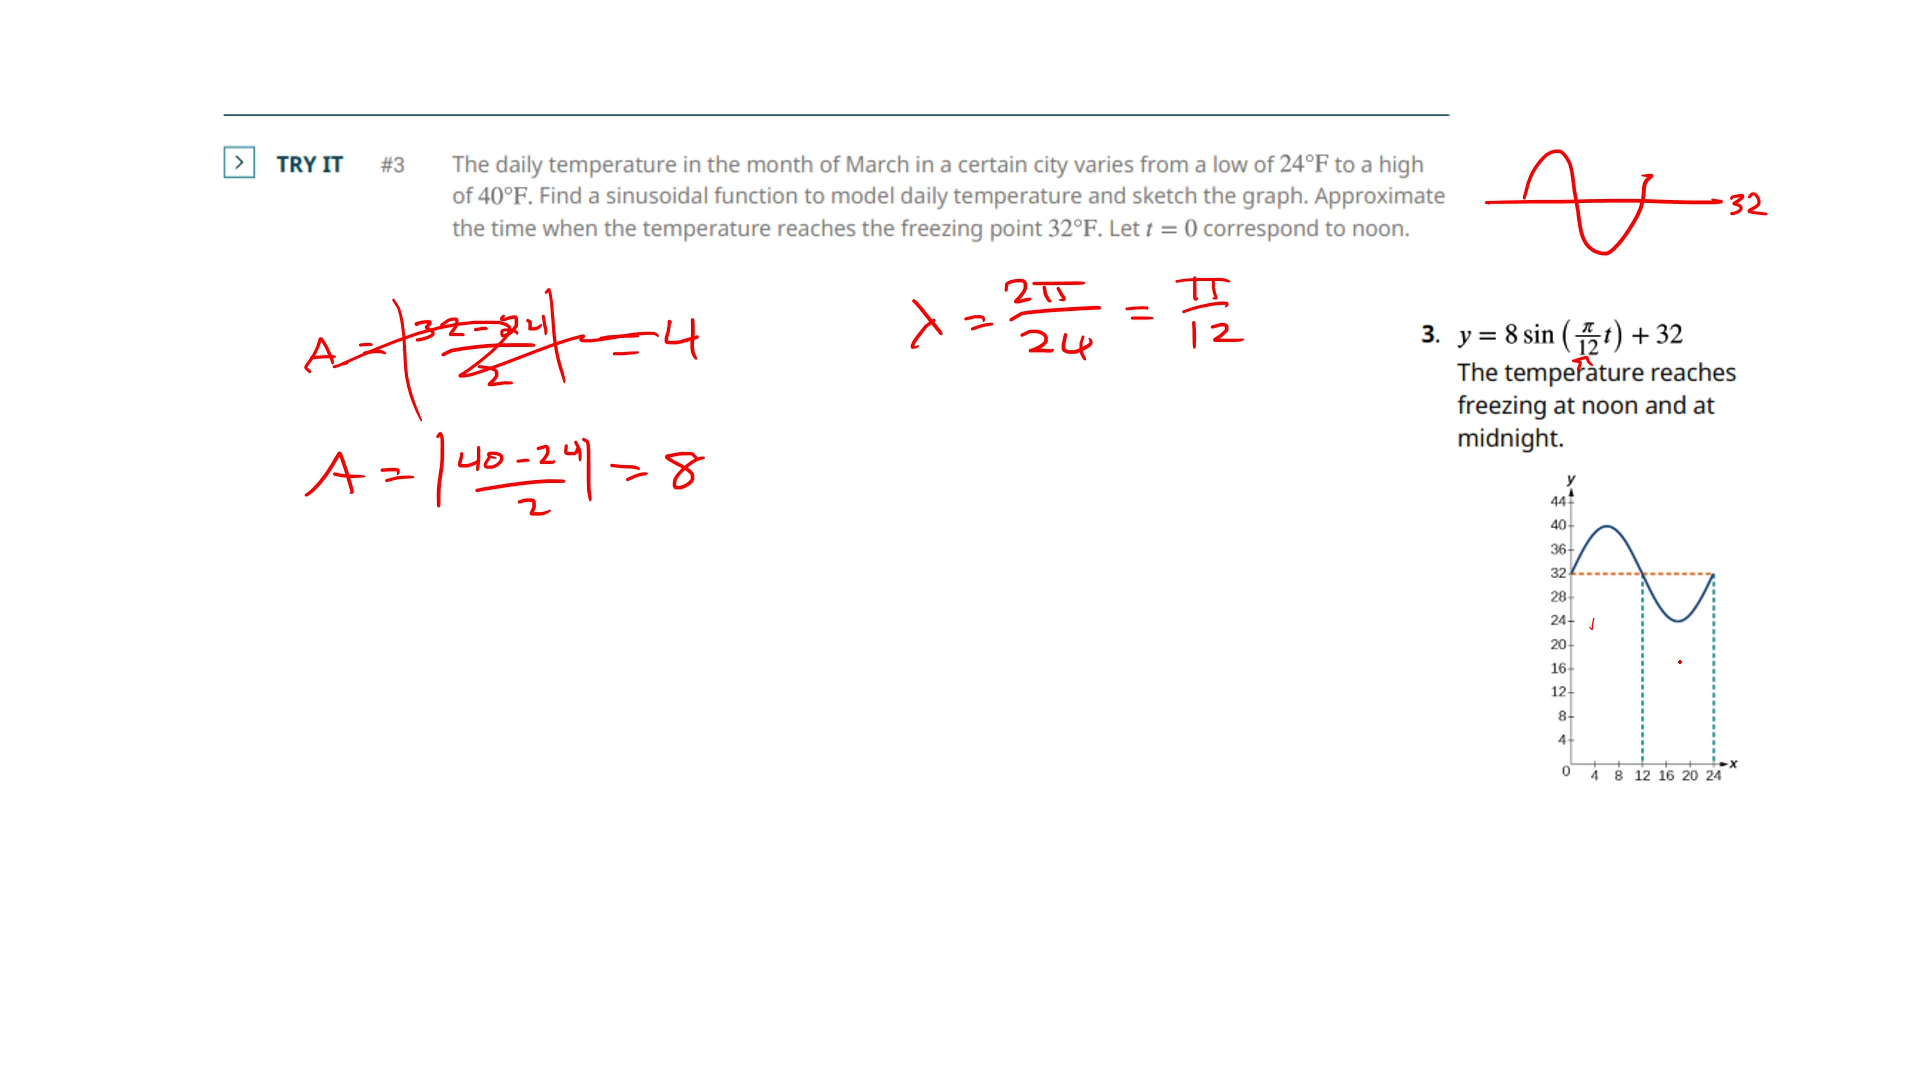 > TRY IT #3 The daily temperature in the month of March in a certain city varies from a low of 24°F to a high
of 40°F. Find a sinusoidal function to model daily temperature and sketch the graph. Approximate
the time when the temperature reaches the freezing point 32°F. Let t = 0 correspond to noon.
32
A = |32-24/2| = 4
λ = 2π/24 = π/12
A = |40-24/2| = 8
3. y = 8 sin (π/12 t) + 32
π
The temperature reaches
freezing at noon and at
midnight.
y
44
40
36
32
28
24
20
16
12
8
4
0 4 8 12 16 20 24 x